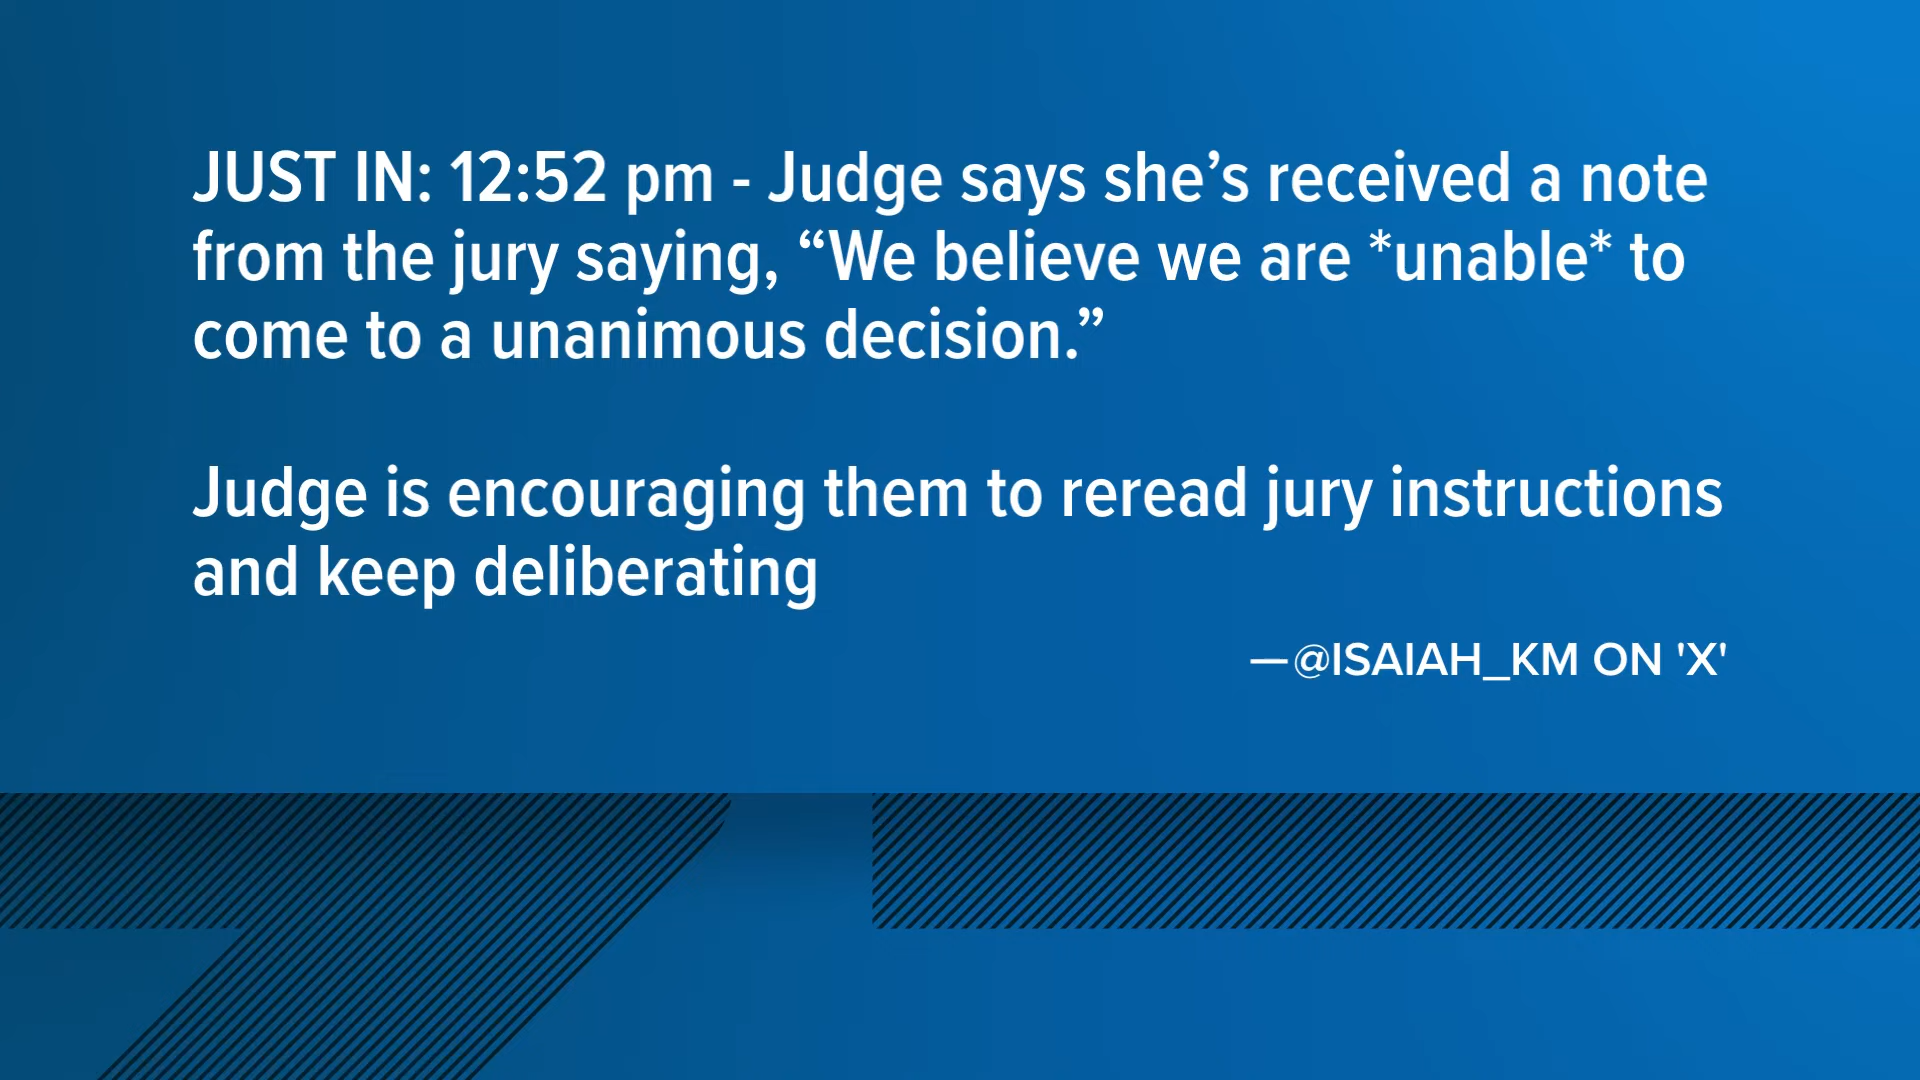 JUST IN: 12:52 pm - Judge says she’s received a note
from the jury saying, “We believe we are *unable* to
come to a unanimous decision.”
Judge is encouraging them to reread jury instructions
and keep deliberating
—@ISAIAH_KM ON 'X'